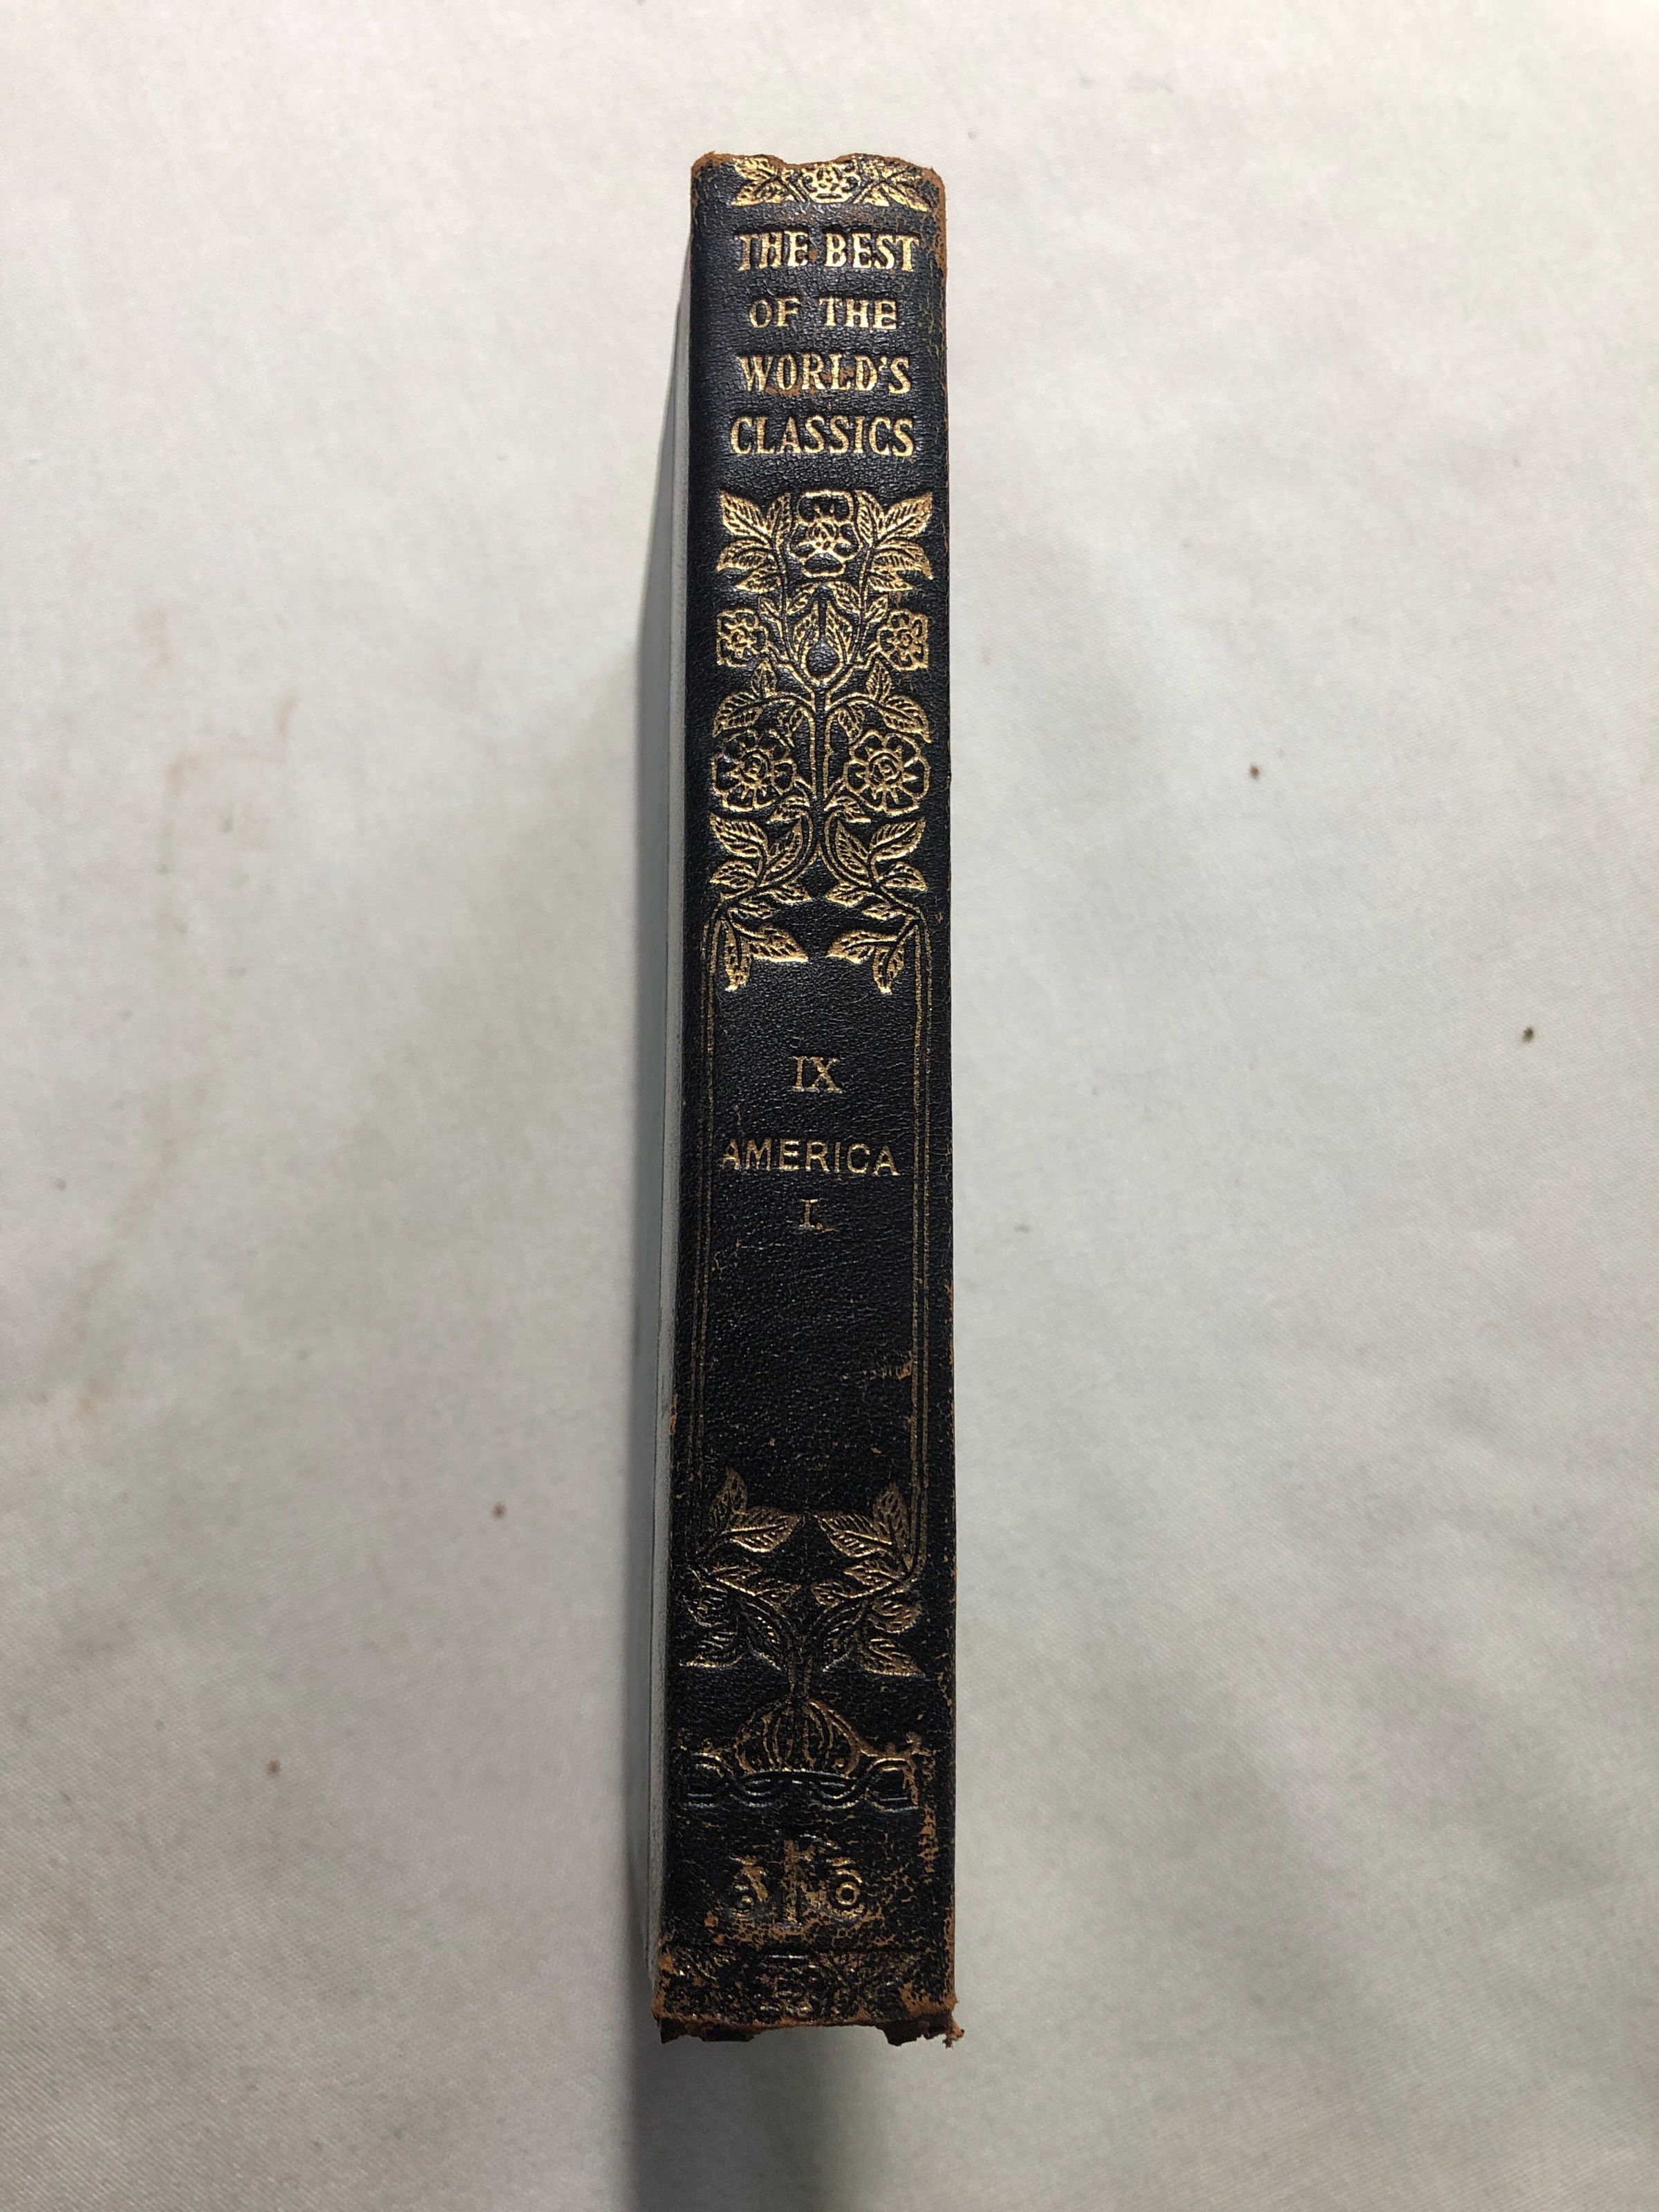 THE BEST
OF THE
WORLD'S
CLASSICS
IX
AMERICA
I.